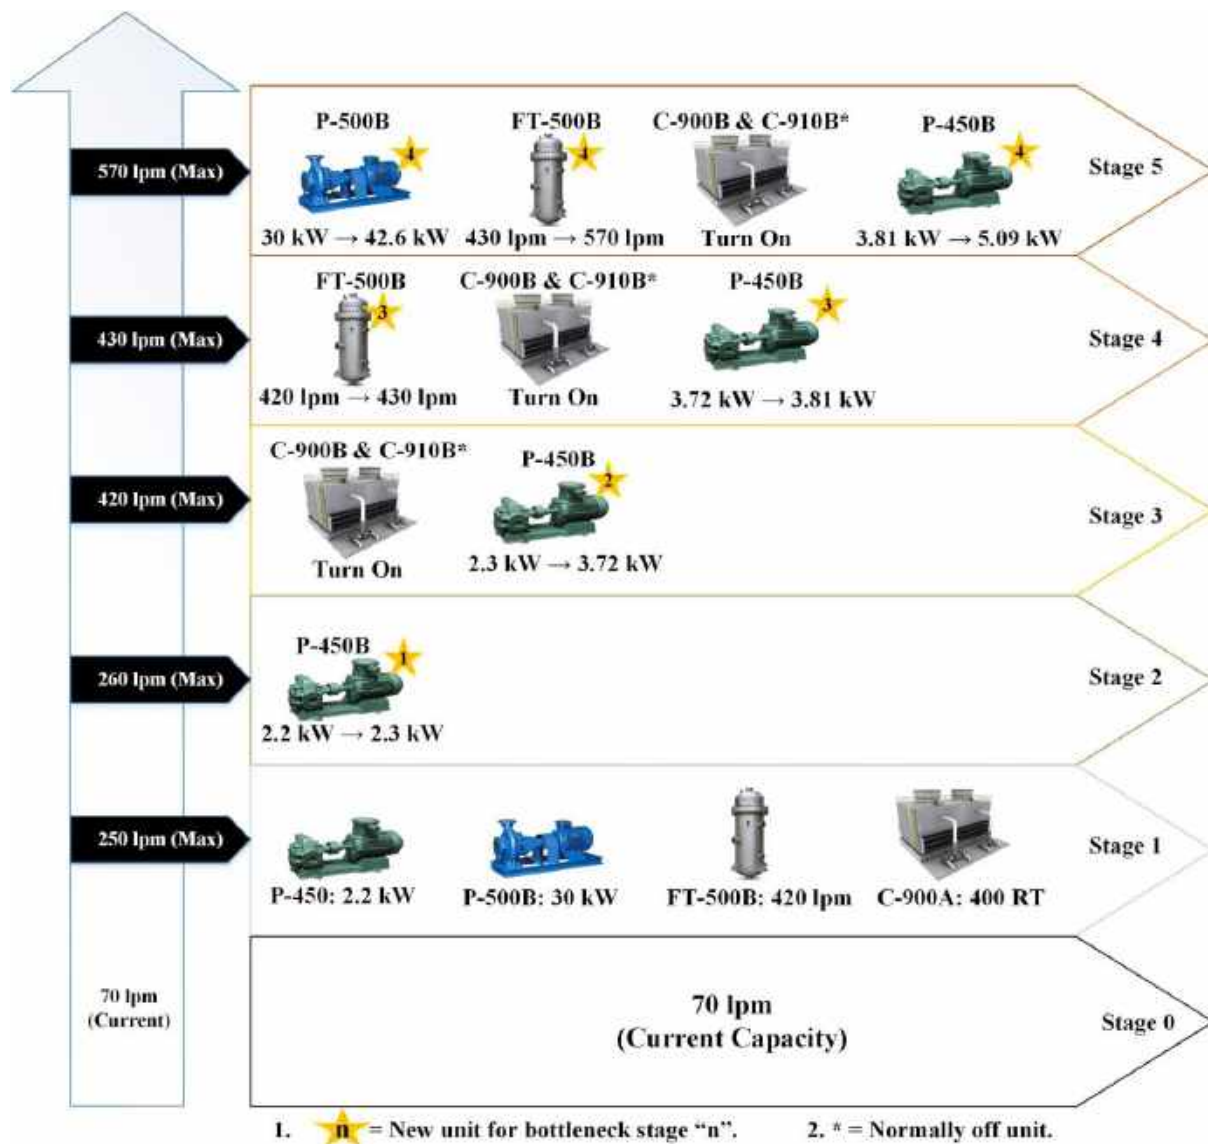 P-500B FT-500B C-900B & C-910B* P-450B
4 4 4
570 lpm (Max) Stage 5
30 kW → 42.6 kW 430 lpm → 570 lpm Turn On 3.81 kW → 5.09 kW
FT-500B C-900B & C-910B* P-450B
3 3
430 lpm (Max) Stage 4
420 lpm → 430 lpm Turn On 3.72 kW → 3.81 kW
C-900B & C-910B* P-450B
2
420 lpm (Max) Stage 3
Turn On 2.3 kW → 3.72 kW
P-450B
1
260 lpm (Max) Stage 2
2.2 kW → 2.3 kW
250 lpm (Max) Stage 1
P-450: 2.2 kW P-500B: 30 kW FT-500B: 420 lpm C-900A: 400 RT
70 lpm
(Current)
70 lpm
(Current Capacity)
Stage 0
1. n = New unit for bottleneck stage “n”. 2. * = Normally off unit.